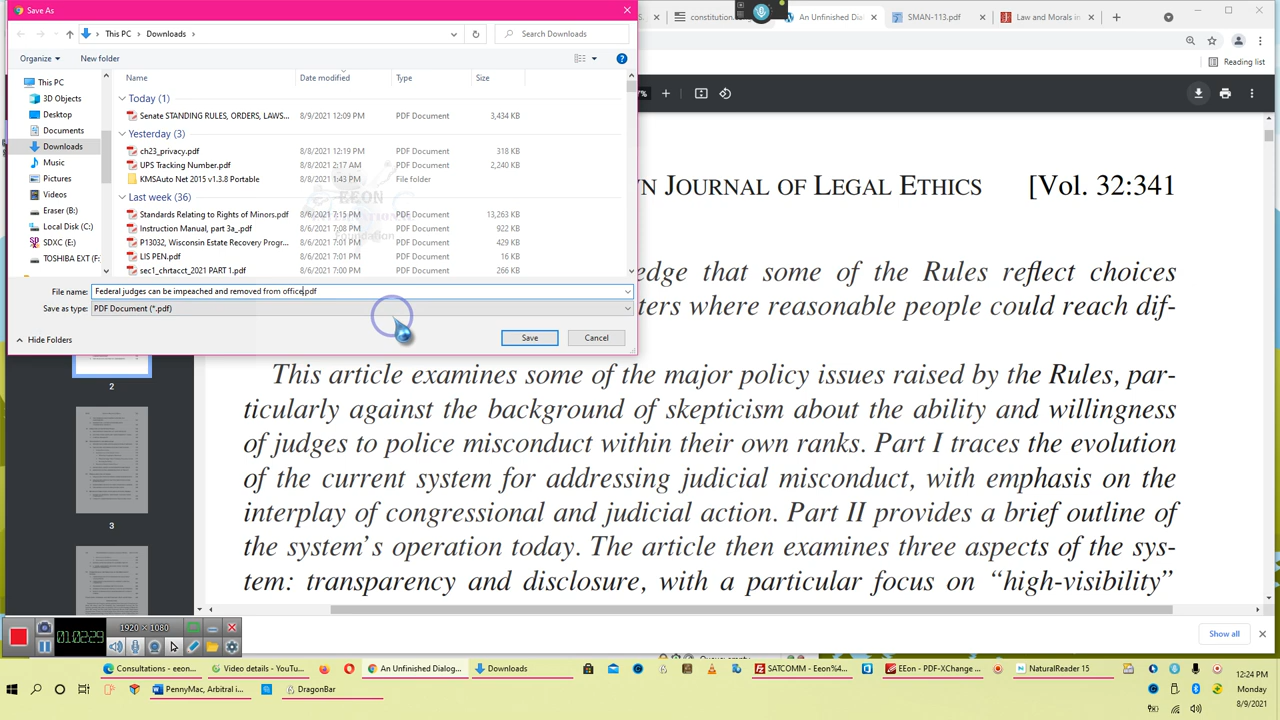 Save As
This PC
Downloads
Search Downloads
Organize
New folder
This PC
3D Objects
Desktop
Documents
Downloads
Music
Pictures
Videos
Eraser (B:)
Local Disk (C:)
SDXC (E:)
TOSHIBA EXT (F:
Name
Date modified
Type
Size
Today (1)
Senate STANDING RULES, ORDERS, LAWS... 8/9/2021 12:09 PM PDF Document 3,434 KB
Yesterday (3)
ch23_privacy.pdf 8/8/2021 12:19 PM PDF Document 318 KB
UPS Tracking Number.pdf 8/8/2021 2:17 AM PDF Document 2,240 KB
KMSAuto Net 2015 v1.3.8 Portable 8/8/2021 1:43 PM File folder
Last week (36)
Standards Relating to Rights of Minors.pdf 8/6/2021 7:15 PM PDF Document 13,263 KB
Instruction Manual, part 3a_.pdf 8/6/2021 7:08 PM PDF Document 922 KB
P13032, Wisconsin Estate Recovery Progr... 8/6/2021 7:01 PM PDF Document 429 KB
LIS PEN.pdf 8/6/2021 7:01 PM PDF Document 16 KB
sec1_chrtacct_2021 PART 1.pdf 8/6/2021 7:00 PM PDF Document 266 KB
EEON
Foundation
File name: Federal judges can be impeached and removed from office.pdf
Save as type: PDF Document (*.pdf)
Hide Folders
Save
Cancel
constitution.
An Unfinished Dial
SMAN-113.pdf
Law and Morals in
Reading list
N JOURNAL OF LEGAL ETHICS [Vol. 32:341
edge that some of the Rules reflect choices
ters where reasonable people could reach dif-
This article examines some of the major policy issues raised by the Rules, par-
ticularly against the background of skepticism about the ability and willingness
of judges to police misconduct within their own ranks. Part I traces the evolution
of the current system for addressing judicial misconduct, with emphasis on the
interplay of congressional and judicial action. Part II provides a brief outline of
the system's operation today. The article then examines three aspects of the sys-
tem: transparency and disclosure, with a particular focus on "high-visibility"
2
3
01:02:29
1920 × 1080
Show all
Consultations - eeon...
Video details - YouTu...
An Unfinished Dialog...
Downloads
SATCOMM - Eeon%4...
EEon - PDF-XChange ...
NaturalReader 15
PennyMac, Arbitral i...
DragonBar
12:24 PM
Monday
8/9/2021